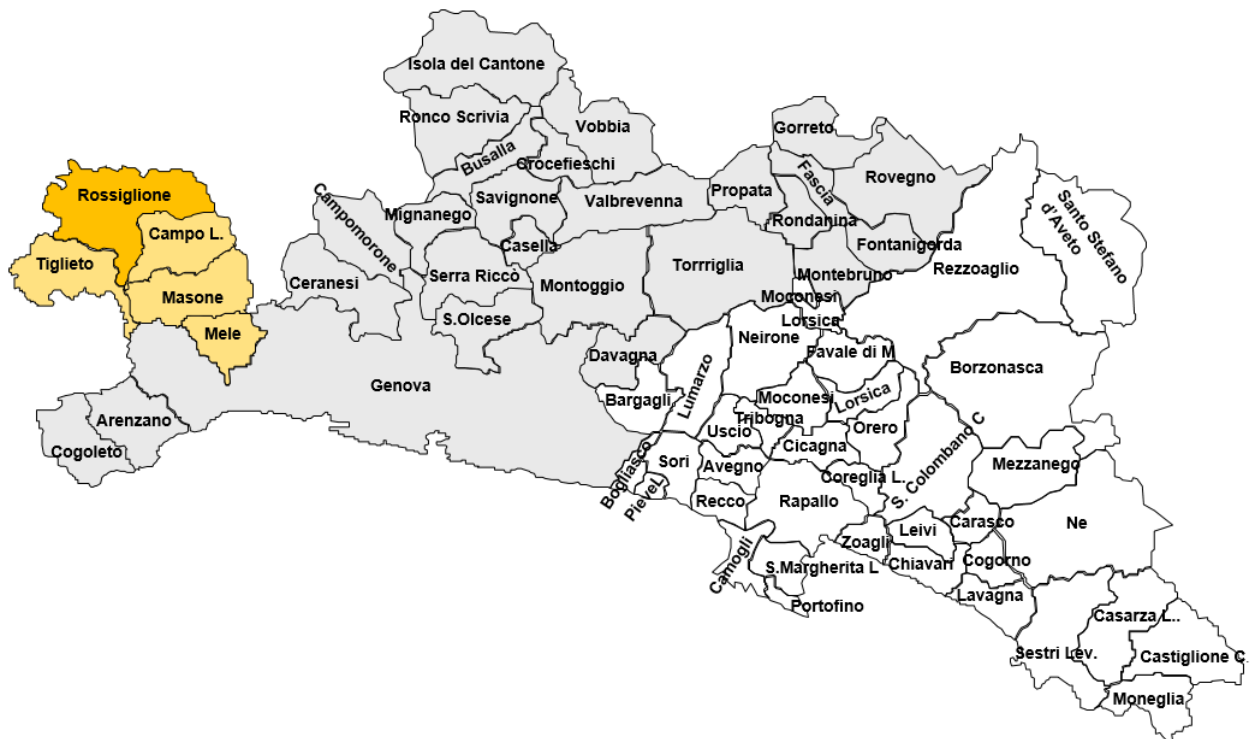 Isola del Cantone
Ronco Scrivia
Vobbia
Gorreto
Busalla
Crocefieschi
Fascia
Rovegno
Rossiglione
Campomorone
Savignone
Valbrevenna
Propata
Santo Stefano
d'Aveto
Mignanego
Rondanina
Campo L.
Casella
Fontanigorda
Tiglieto
Rezzoaglio
Ceranesi
Serra Riccò
Montoggio
Torrriglia
Montebruno
Masone
Moconesi
S.Olcese
Lorsica
Mele
Neirone
Davagna
Favale di M
Borzonasca
Genova
Lumarzo
Bargagli
Moconesi
Lorsica
Arenzano
Tribogna
Uscio
Orero
Cicagna
S. Colombano C
Cogoleto
Bogliasco
Sori
Avegno
Mezzanego
Coreglia L.
PieveL
Recco
Rapallo
Carasco
Ne
Leivi
Zoagli
Camogli
S.Margherita L
Chiavari
Cogorno
Lavagna
Portofino
Casarza L..
Sestri Lev.
Castiglione C.
Moneglia